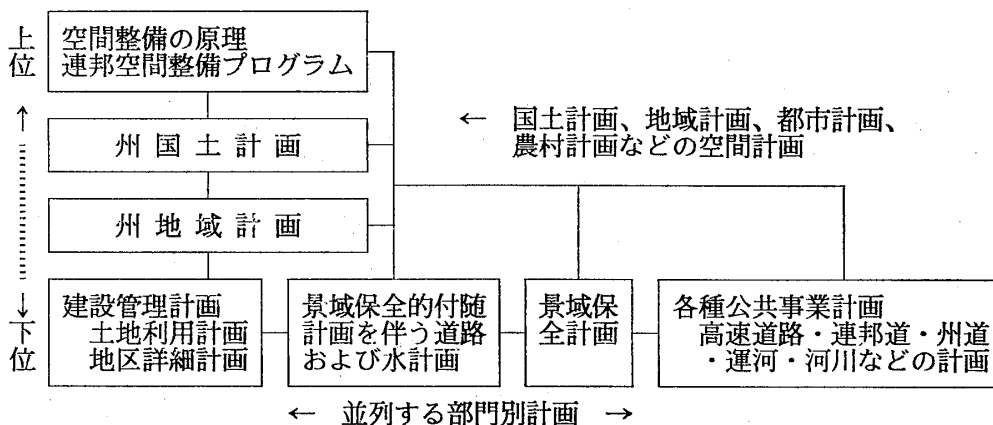 上位
空間整備の原理
連邦空間整備プログラム
← 国土計画、地域計画、都市計画、
農村計画などの空間計画
州国土計画
州地域計画
下位
建設管理計画
土地利用計画
地区詳細計画
景域保全的付随
計画を伴う道路
および水計画
景域保
全計画
各種公共事業計画
高速道路・連邦道・州道
・運河・河川などの計画
← 並列する部門別計画 →